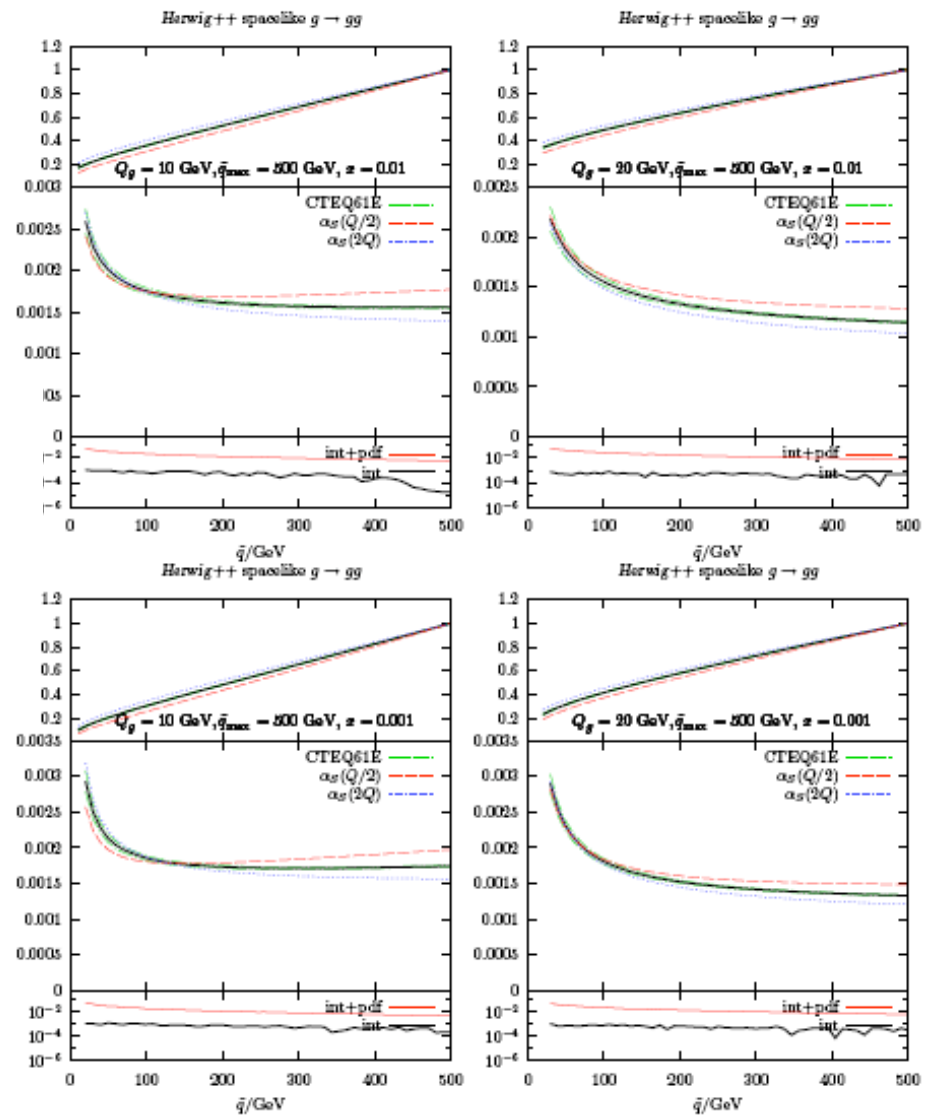 Herwig++ spacelike g → gg
1.2
1
0.8
0.6
0.4
0.2
Q_g = 10 GeV, q̃_max = 500 GeV, x = 0.01
0.003
0.0025
0.002
0.0015
0.001
05
0
CTEQ61E
α_S(Q/2)
α_S(2Q)
int+pdf
int
10^−2
10^−4
10^−6
0 100 200 300 400 500
q̃/GeV
Herwig++ spacelike g → gg
1.2
1
0.8
0.6
0.4
0.2
Q_g = 20 GeV, q̃_max = 500 GeV, x = 0.01
0.0025
0.002
0.0015
0.001
0.0005
0
CTEQ61E
α_S(Q/2)
α_S(2Q)
int+pdf
int
10^−2
10^−4
10^−6
0 100 200 300 400 500
q̃/GeV
Herwig++ spacelike g → gg
1.2
1
0.8
0.6
0.4
0.2
Q_g = 10 GeV, q̃_max = 500 GeV, x = 0.001
0.0035
0.003
0.0025
0.002
0.0015
0.001
0.0005
0
CTEQ61E
α_S(Q/2)
α_S(2Q)
int+pdf
int
10^−2
10^−4
10^−6
0 100 200 300 400 500
q̃/GeV
Herwig++ spacelike g → gg
1.2
1
0.8
0.6
0.4
0.2
Q_g = 20 GeV, q̃_max = 500 GeV, x = 0.001
0.0035
0.003
0.0025
0.002
0.0015
0.001
0.0005
0
CTEQ61E
α_S(Q/2)
α_S(2Q)
int+pdf
int
10^−2
10^−4
10^−6
0 100 200 300 400 500
q̃/GeV